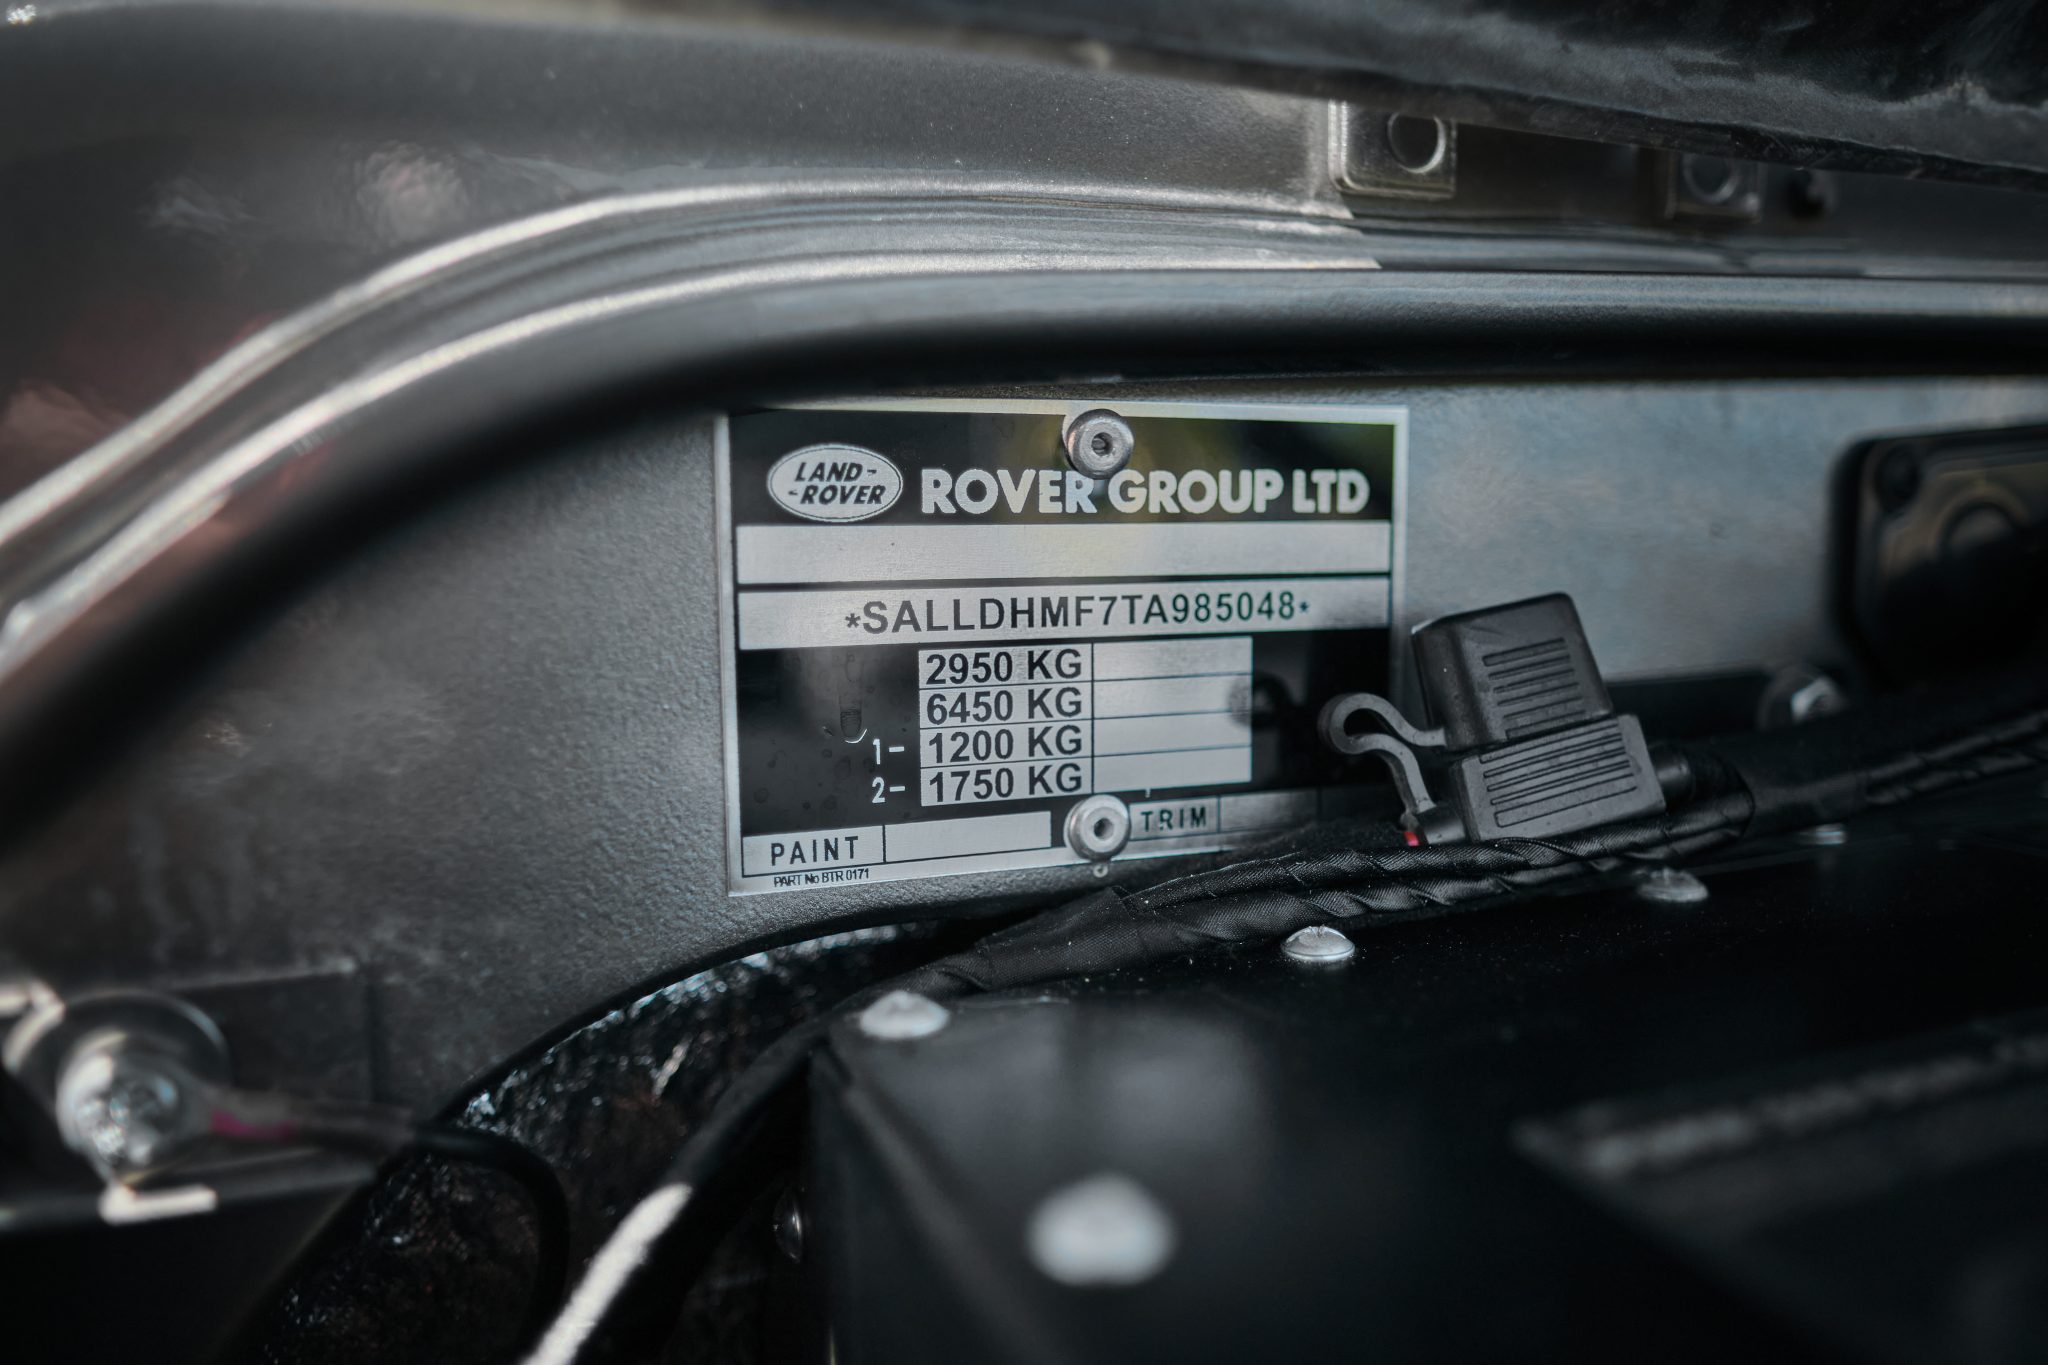 LAND-
-ROVER
ROVER GROUP LTD
*SALLDHMF7TA985048*
2950 KG
6450 KG
1- 1200 KG
2- 1750 KG
PAINT
TRIM
PART No BTR 0171